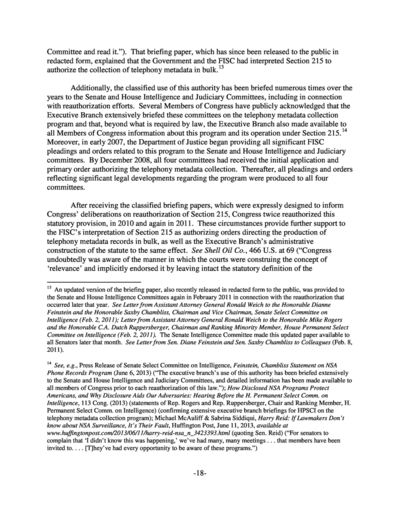 Committee and read it."). That briefing paper, which has since been released to the public in
redacted form, explained that the Government and the FISC had interpreted Section 215 to
authorize the collection of telephony metadata in bulk.13
Additionally, the classified use of this authority has been briefed numerous times over the
years to the Senate and House Intelligence and Judiciary Committees, including in connection
with reauthorization efforts. Several Members of Congress have publicly acknowledged that the
Executive Branch extensively briefed these committees on the telephony metadata collection
program and that, beyond what is required by law, the Executive Branch also made available to
all Members of Congress information about this program and its operation under Section 215.14
Moreover, in early 2007, the Department of Justice began providing all significant FISC
pleadings and orders related to this program to the Senate and House Intelligence and Judiciary
committees. By December 2008, all four committees had received the initial application and
primary order authorizing the telephony metadata collection. Thereafter, all pleadings and orders
reflecting significant legal developments regarding the program were produced to all four
committees.
After receiving the classified briefing papers, which were expressly designed to inform
Congress' deliberations on reauthorization of Section 215, Congress twice reauthorized this
statutory provision, in 2010 and again in 2011. These circumstances provide further support to
the FISC's interpretation of Section 215 as authorizing orders directing the production of
telephony metadata records in bulk, as well as the Executive Branch's administrative
construction of the statute to the same effect. See Shell Oil Co., 466 U.S. at 69 ("Congress
undoubtedly was aware of the manner in which the courts were construing the concept of
'relevance' and implicitly endorsed it by leaving intact the statutory definition of the
13 An updated version of the briefing paper, also recently released in redacted form to the public, was provided to
the Senate and House Intelligence Committees again in February 2011 in connection with the reauthorization that
occurred later that year. See Letter from Assistant Attorney General Ronald Weich to the Honorable Dianne
Feinstein and the Honorable Saxby Chambliss, Chairman and Vice Chairman, Senate Select Committee on
Intelligence (Feb. 2, 2011); Letter from Assistant Attorney General Ronald Weich to the Honorable Mike Rogers
and the Honorable C.A. Dutch Ruppersberger, Chairman and Ranking Minority Member, House Permanent Select
Committee on Intelligence (Feb. 2, 2011). The Senate Intelligence Committee made this updated paper available to
all Senators later that month. See Letter from Sen. Diane Feinstein and Sen. Saxby Chambliss to Colleagues (Feb. 8,
2011).
14 See, e.g., Press Release of Senate Select Committee on Intelligence, Feinstein, Chambliss Statement on NSA
Phone Records Program (June 6, 2013) ("The executive branch's use of this authority has been briefed extensively
to the Senate and House Intelligence and Judiciary Committees, and detailed information has been made available to
all members of Congress prior to each reauthorization of this law."); How Disclosed NSA Programs Protect
Americans, and Why Disclosure Aids Our Adversaries: Hearing Before the H. Permanent Select Comm. on
Intelligence, 113 Cong. (2013) (statements of Rep. Rogers and Rep. Ruppersberger, Chair and Ranking Member, H.
Permanent Select Comm. on Intelligence) (confirming extensive executive branch briefings for HPSCI on the
telephony metadata collection program); Michael McAuliff & Sabrina Siddiqui, Harry Reid: If Lawmakers Don't
know about NSA Surveillance, It's Their Fault, Huffington Post, June 11, 2013, available at
www.huffingtonpost.com/2013/06/11/harry-reid-nsa_n_3423393.html (quoting Sen. Reid) ("For senators to
complain that 'I didn't know this was happening,' we've had many, many meetings . . . that members have been
invited to. . . . [T]hey've had every opportunity to be aware of these programs.")
-18-